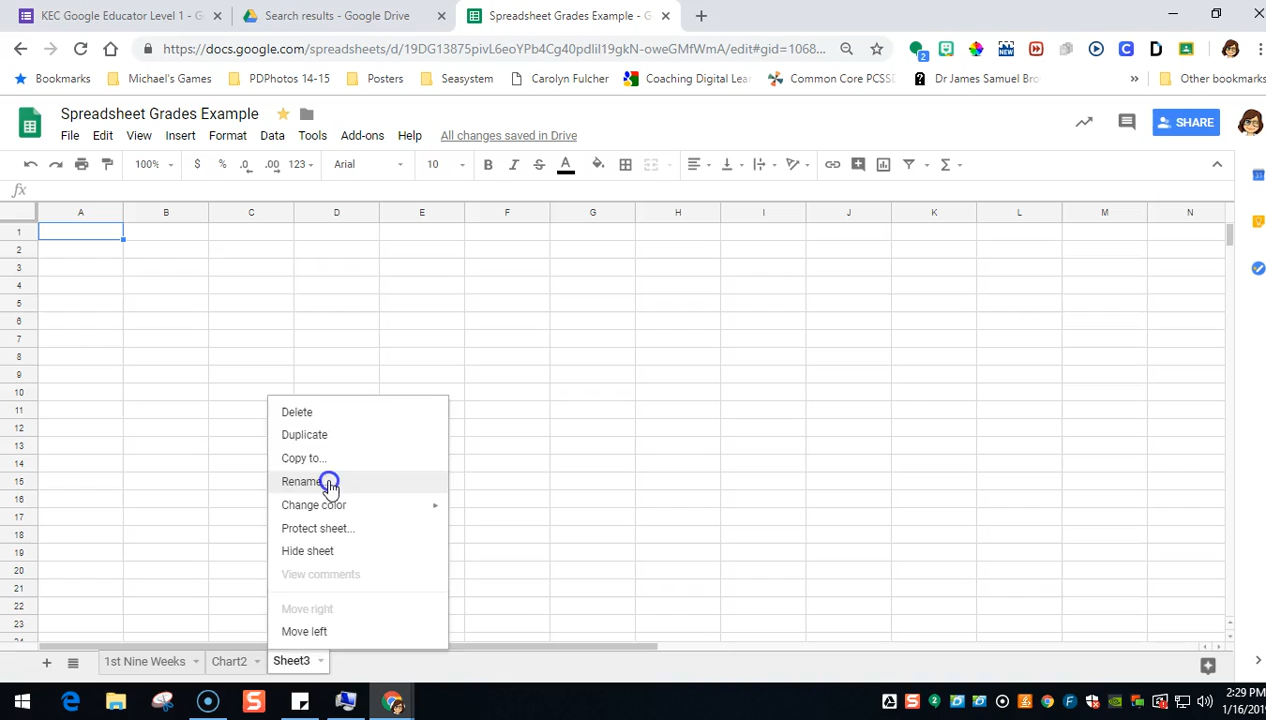 KEC Google Educator Level 1 - G
Search results - Google Drive
Spreadsheet Grades Example - G
https://docs.google.com/spreadsheets/d/19DG13875pivL6eoYPb4Cg40pdliI19gkN-oweGMfWmA/edit#gid=1068...
2
NEW
Bookmarks
Michael's Games
PDPhotos 14-15
Posters
Seasystem
Carolyn Fulcher
Coaching Digital Lea
Common Core PCSSD
Dr James Samuel Bro
»
Other bookmarks
Spreadsheet Grades Example
File Edit View Insert Format Data Tools Add-ons Help All changes saved in Drive
SHARE
100% $ % .0 .00 123 Arial 10 B I S A Σ
fx
A B C D E F G H I J K L M N
1
2
3
4
5
6
7
8
9
10
11
12
13
14
15
16
17
18
19
20
21
22
23
Delete
Duplicate
Copy to...
Rename
Change color
Protect sheet...
Hide sheet
View comments
Move right
Move left
1st Nine Weeks
Chart2
Sheet3
2:29 PM
1/16/201